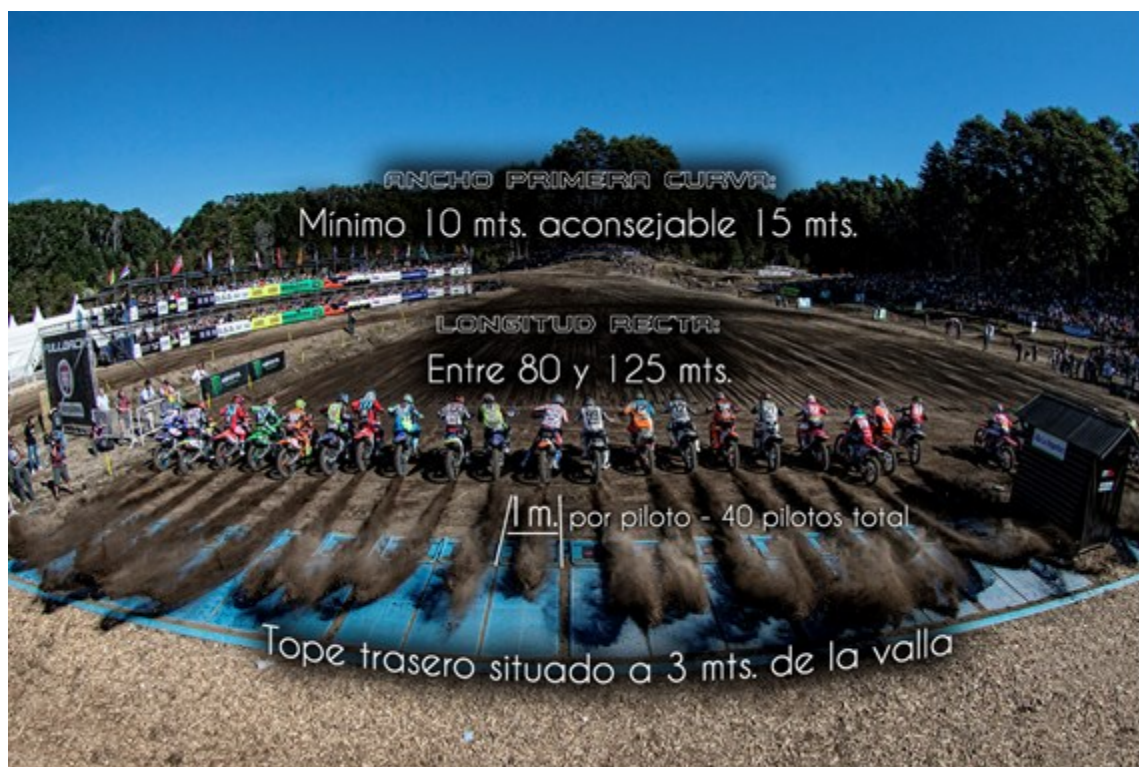 ANCHO PRIMERA CURVA:
Mínimo 10 mts. aconsejable 15 mts.
LONGITUD RECTA:
Entre 80 y 125 mts.
1 m. por piloto - 40 pilotos total
Tope trasero situado a 3 mts. de la valla